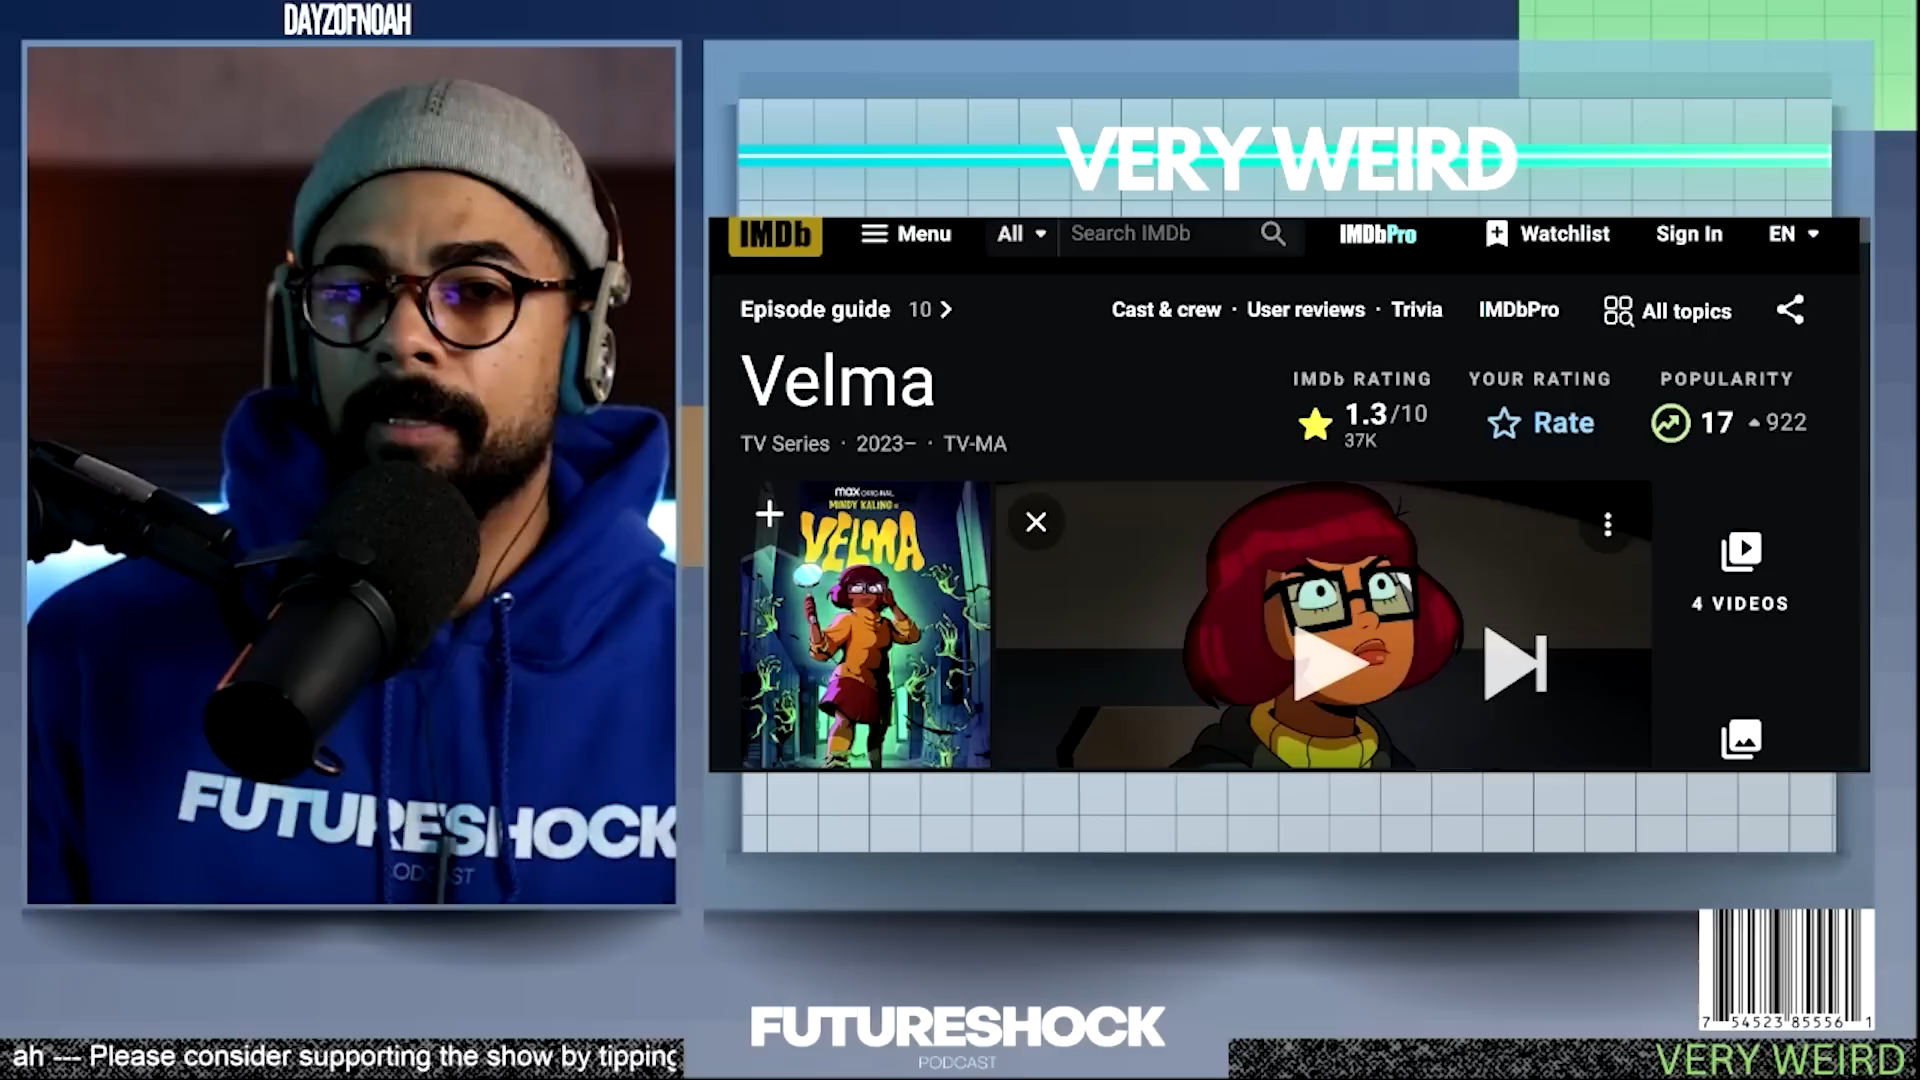 DAYZOFNOAH
VERY WEIRD
IMDb
Menu
All
Search IMDb
IMDbPro
Watchlist
Sign In
EN
Episode guide 10
Cast & crew · User reviews · Trivia
IMDbPro
All topics
Velma
TV Series · 2023– · TV-MA
IMDb RATING
1.3/10
37K
YOUR RATING
Rate
POPULARITY
17
922
max ORIGINAL
MINDY KALING IS
VELMA
4 VIDEOS
FUTURESHOCK
PODCAST
7 54523 85556 1
FUTURESHOCK
PODCAST
ah --- Please consider supporting the show by tipping
VERY WEIRD